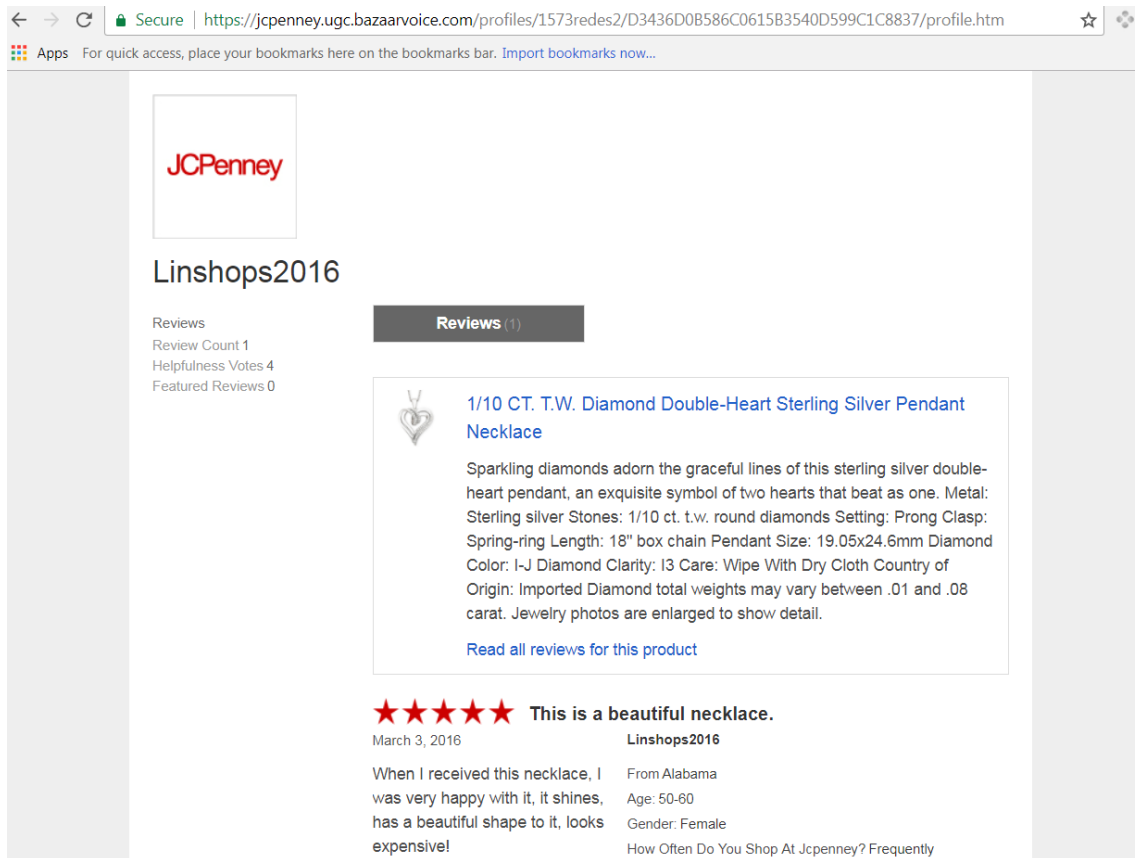 Secure
https://jcpenney.ugc.bazaarvoice.com/profiles/1573redes2/D3436D0B586C0615B3540D599C1C8837/profile.htm
Apps
For quick access, place your bookmarks here on the bookmarks bar. Import bookmarks now...
JCPenney
Linshops2016
Reviews
Review Count 1
Helpfulness Votes 4
Featured Reviews 0
Reviews (1)
1/10 CT. T.W. Diamond Double-Heart Sterling Silver Pendant
Necklace
Sparkling diamonds adorn the graceful lines of this sterling silver double-
heart pendant, an exquisite symbol of two hearts that beat as one. Metal:
Sterling silver Stones: 1/10 ct. t.w. round diamonds Setting: Prong Clasp:
Spring-ring Length: 18" box chain Pendant Size: 19.05x24.6mm Diamond
Color: I-J Diamond Clarity: I3 Care: Wipe With Dry Cloth Country of
Origin: Imported Diamond total weights may vary between .01 and .08
carat. Jewelry photos are enlarged to show detail.
Read all reviews for this product
This is a beautiful necklace.
March 3, 2016
When I received this necklace, I
was very happy with it, it shines,
has a beautiful shape to it, looks
expensive!
Linshops2016
From Alabama
Age: 50-60
Gender: Female
How Often Do You Shop At Jcpenney? Frequently